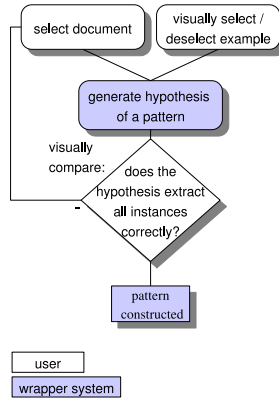 select document
visually select /
deselect example
generate hypothesis
of a pattern
visually
compare:
does the
hypothesis extract
all instances
correctly?
-
pattern
constructed
user
wrapper system